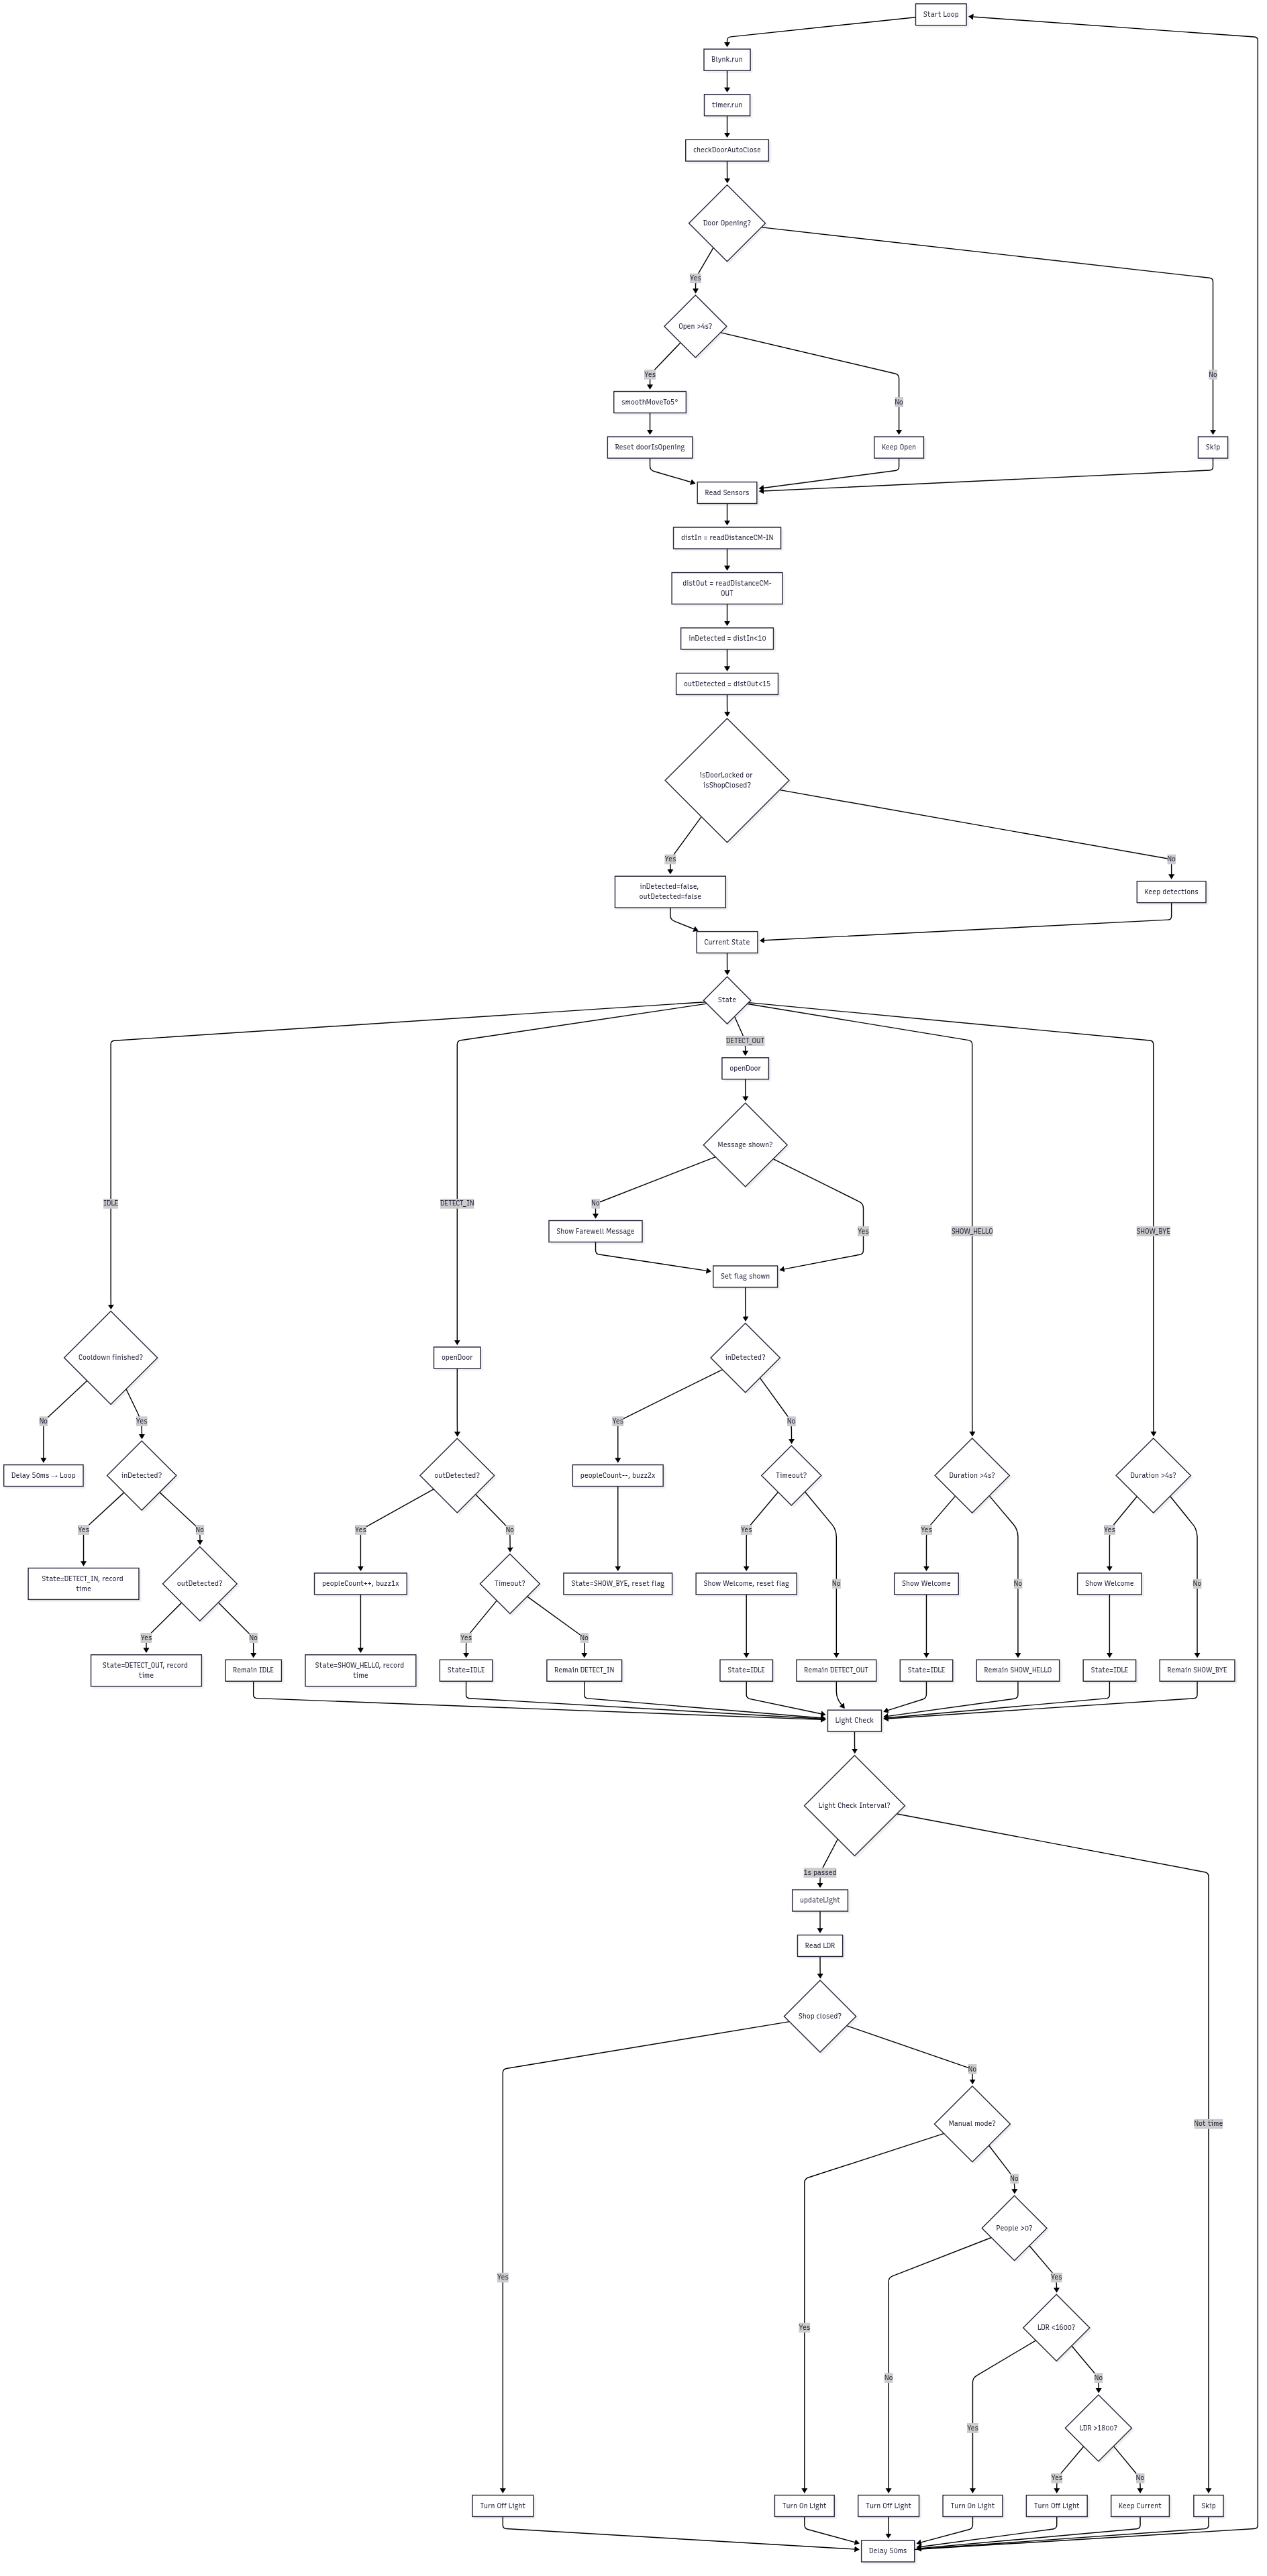 Start Loop
Blynk.run
timer.run
checkDoorAutoClose
Door Opening?
Yes
Open >4s?
Yes
No
No
smoothMoveTo5°
Reset doorIsOpening
Keep Open
Skip
Read Sensors
distIn = readDistanceCM-IN
distOut = readDistanceCM-
OUT
inDetected = distIn<10
outDetected = distOut<15
isDoorLocked or
isShopClosed?
Yes
No
inDetected=false,
outDetected=false
Keep detections
Current State
State
DETECT_OUT
openDoor
Message shown?
IDLE
DETECT_IN
No
Show Farewell Message
Yes
SHOW_HELLO
SHOW_BYE
Set flag shown
Cooldown finished?
openDoor
inDetected?
No
Yes
Yes
No
Delay 50ms → Loop
inDetected?
outDetected?
peopleCount--, buzz2x
Timeout?
Duration >4s?
Duration >4s?
Yes
No
Yes
No
Yes
Yes
Yes
State=DETECT_IN, record
time
outDetected?
peopleCount++, buzz1x
Timeout?
State=SHOW_BYE, reset flag
Show Welcome, reset flag
No
Show Welcome
No
Show Welcome
No
Yes
No
Yes
No
State=DETECT_OUT, record
time
Remain IDLE
State=SHOW_HELLO, record
time
State=IDLE
Remain DETECT_IN
State=IDLE
Remain DETECT_OUT
State=IDLE
Remain SHOW_HELLO
State=IDLE
Remain SHOW_BYE
Light Check
Light Check Interval?
1s passed
updateLight
Read LDR
Shop closed?
No
Manual mode?
Not time
No
People >0?
Yes
Yes
LDR <1600?
Yes
No
No
Yes
LDR >1800?
Yes
No
Turn Off Light
Turn On Light
Turn Off Light
Turn On Light
Turn Off Light
Keep Current
Skip
Delay 50ms